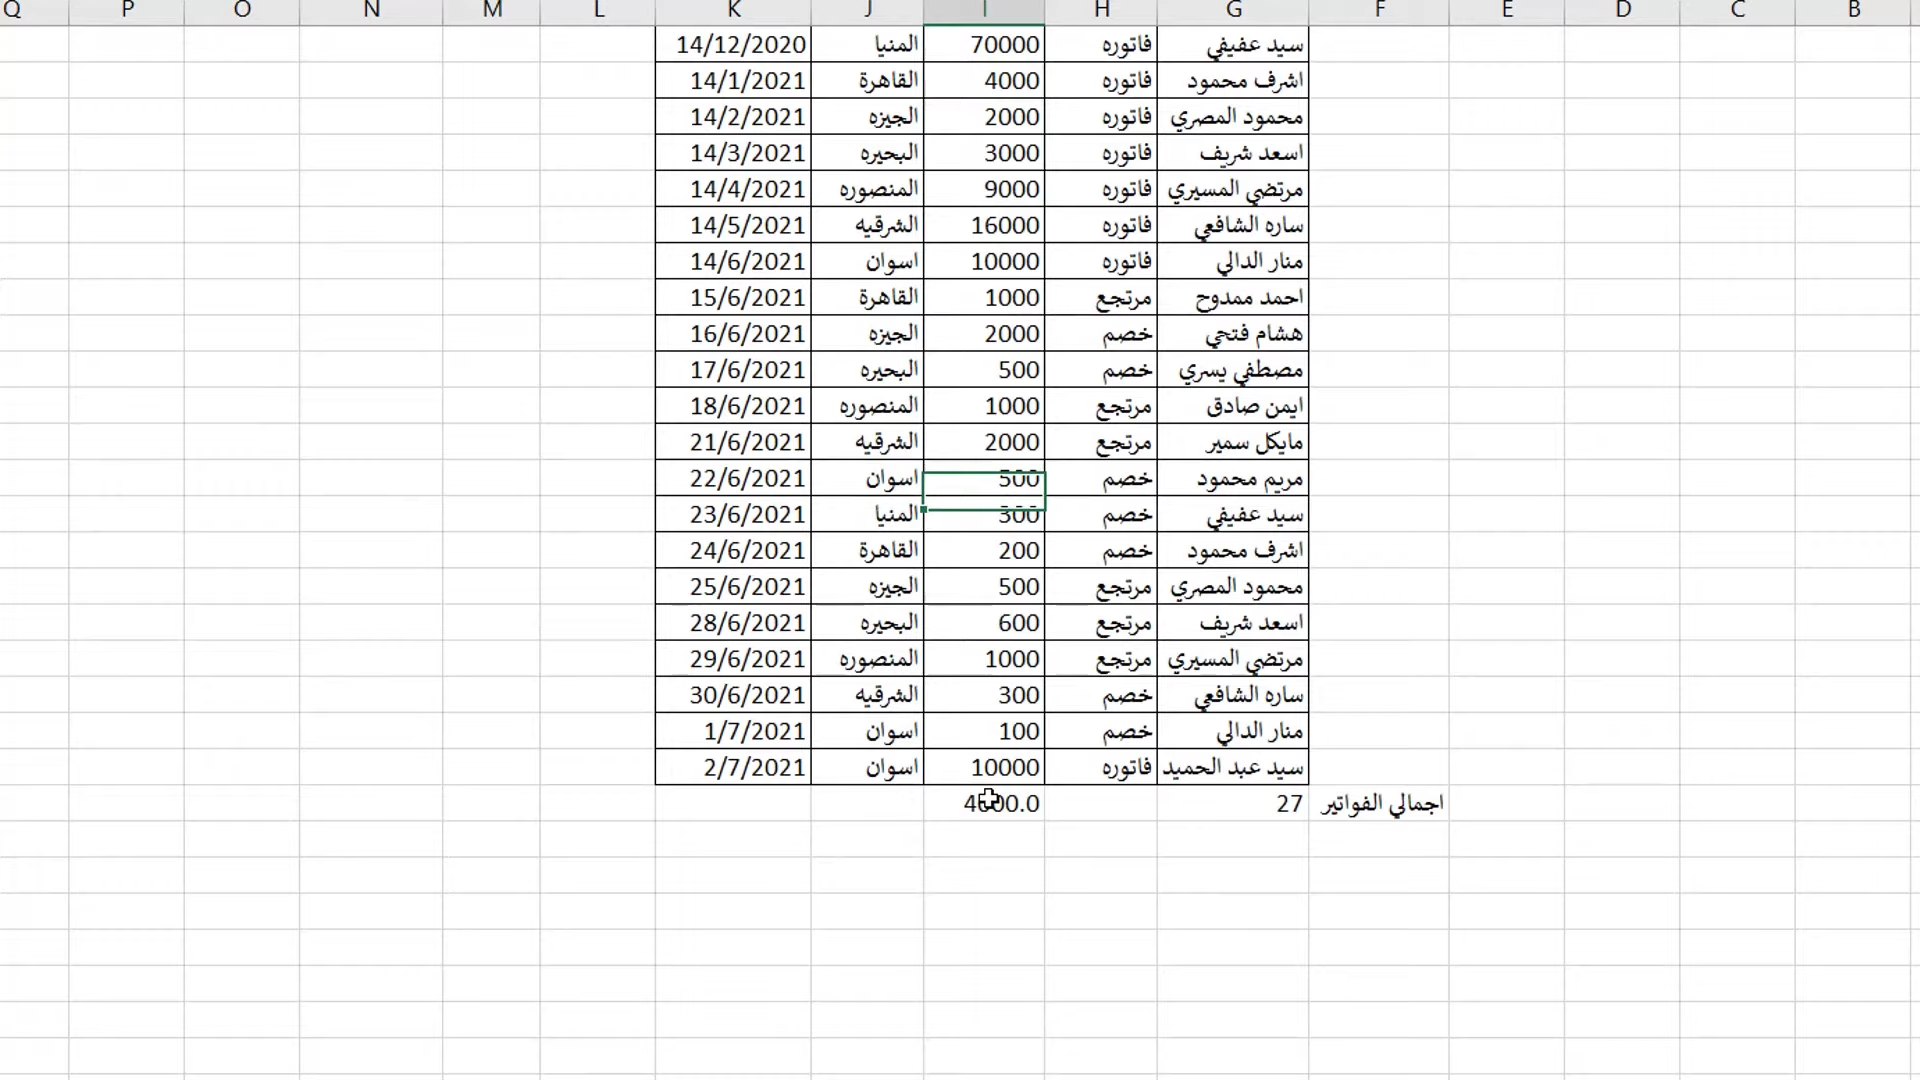 B C D E F G H I J K L M N O P Q
سيد عفيفي فاتوره 70000 المنيا 14/12/2020
اشرف محمود فاتوره 4000 القاهرة 14/1/2021
محمود المصري فاتوره 2000 الجيزه 14/2/2021
اسعد شريف فاتوره 3000 البحيره 14/3/2021
مرتضي المسيري فاتوره 9000 المنصوره 14/4/2021
ساره الشافعي فاتوره 16000 الشرقيه 14/5/2021
منار الدالي فاتوره 10000 اسوان 14/6/2021
احمد ممدوح مرتجع 1000 القاهرة 15/6/2021
هشام فتحي خصم 2000 الجيزه 16/6/2021
مصطفي يسري خصم 500 البحيره 17/6/2021
ايمن صادق مرتجع 1000 المنصوره 18/6/2021
مايكل سمير مرتجع 2000 الشرقيه 21/6/2021
مريم محمود خصم 500 اسوان 22/6/2021
سيد عفيفي خصم 300 المنيا 23/6/2021
اشرف محمود خصم 200 القاهرة 24/6/2021
محمود المصري مرتجع 500 الجيزه 25/6/2021
اسعد شريف مرتجع 600 البحيره 28/6/2021
مرتضي المسيري مرتجع 1000 المنصوره 29/6/2021
ساره الشافعي خصم 300 الشرقيه 30/6/2021
منار الدالي خصم 100 اسوان 1/7/2021
سيد عبد الحميد فاتوره 10000 اسوان 2/7/2021
اجمالي الفواتير 27